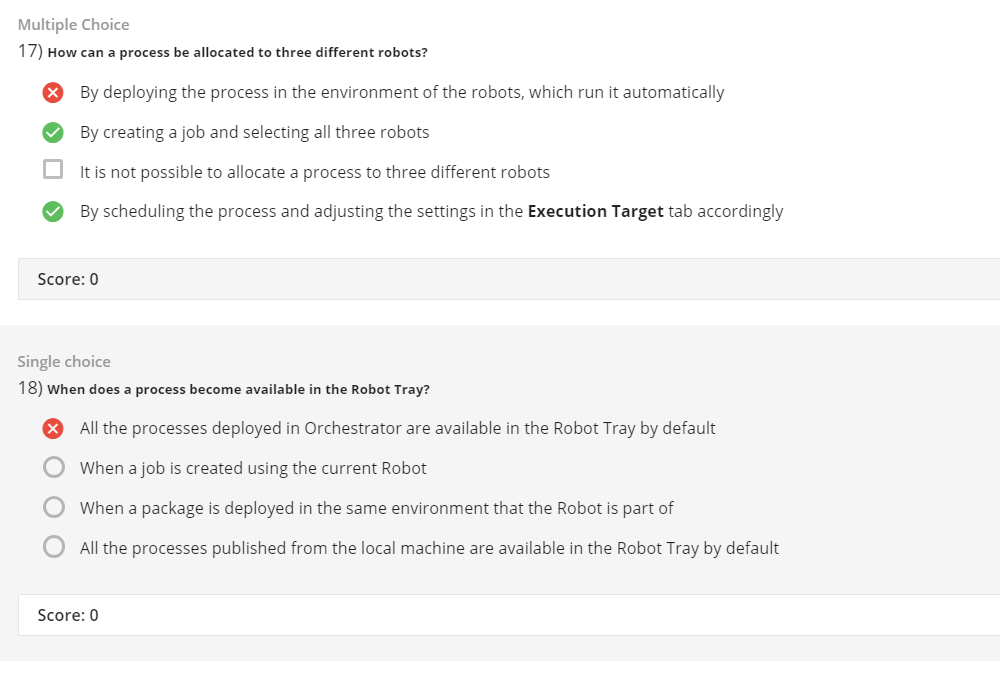 Multiple Choice
17) How can a process be allocated to three different robots?
By deploying the process in the environment of the robots, which run it automatically
By creating a job and selecting all three robots
It is not possible to allocate a process to three different robots
By scheduling the process and adjusting the settings in the Execution Target tab accordingly
Score: 0
Single choice
18) When does a process become available in the Robot Tray?
All the processes deployed in Orchestrator are available in the Robot Tray by default
When a job is created using the current Robot
When a package is deployed in the same environment that the Robot is part of
All the processes published from the local machine are available in the Robot Tray by default
Score: 0